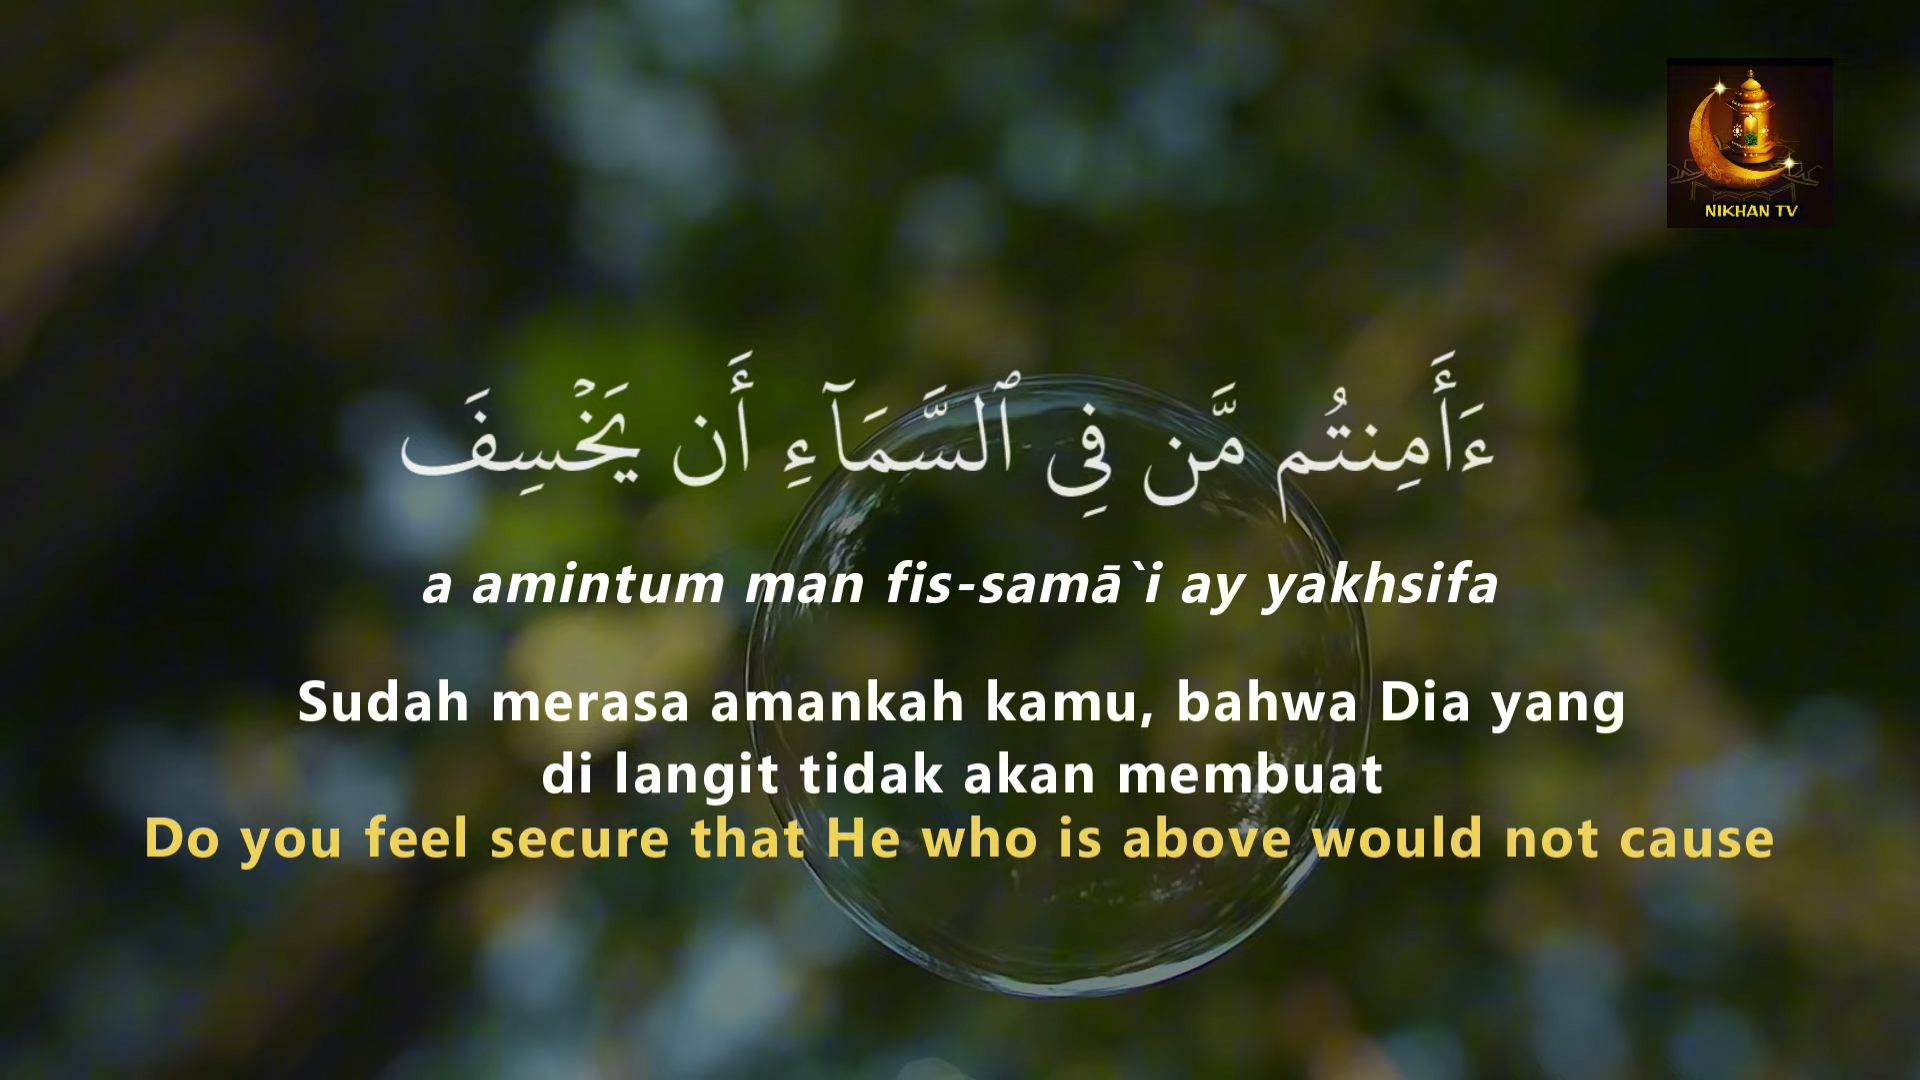 NIKHAN TV
ءَأَمِنتُم مَّن فِى ٱلسَّمَآءِ أَن يَخْسِفَ
a amintum man fis-samā`i ay yakhsifa
Sudah merasa amankah kamu, bahwa Dia yang
di langit tidak akan membuat
Do you feel secure that He who is above would not cause